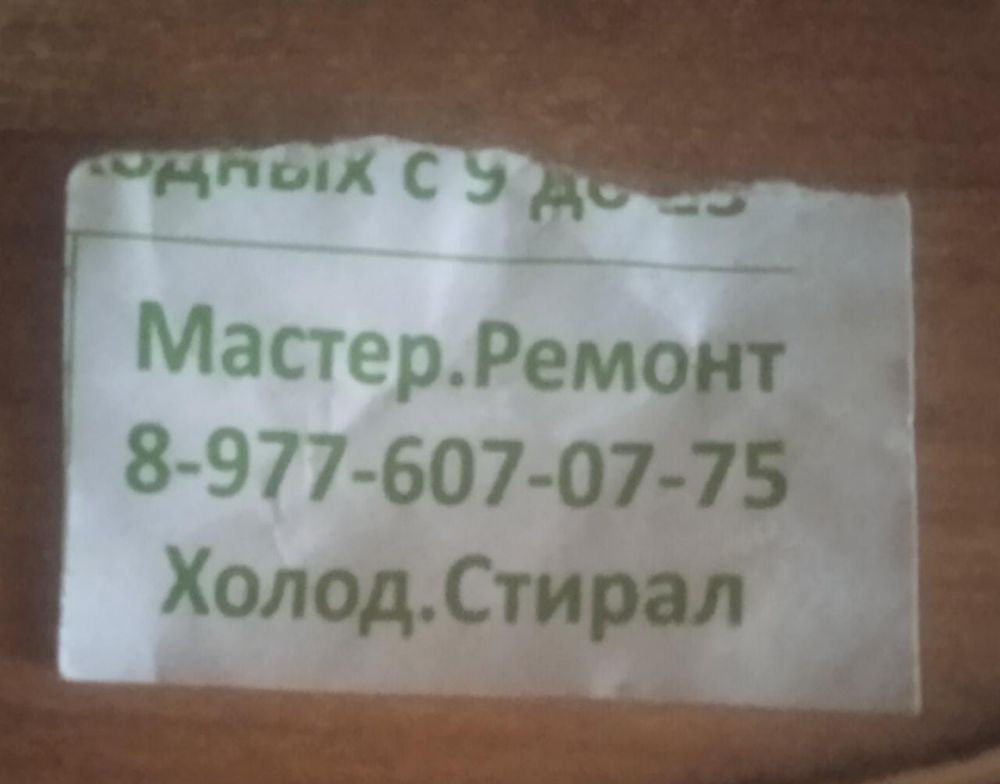 с 9 до
Мастер.Ремонт
8-977-607-07-75
Холод.Стирал